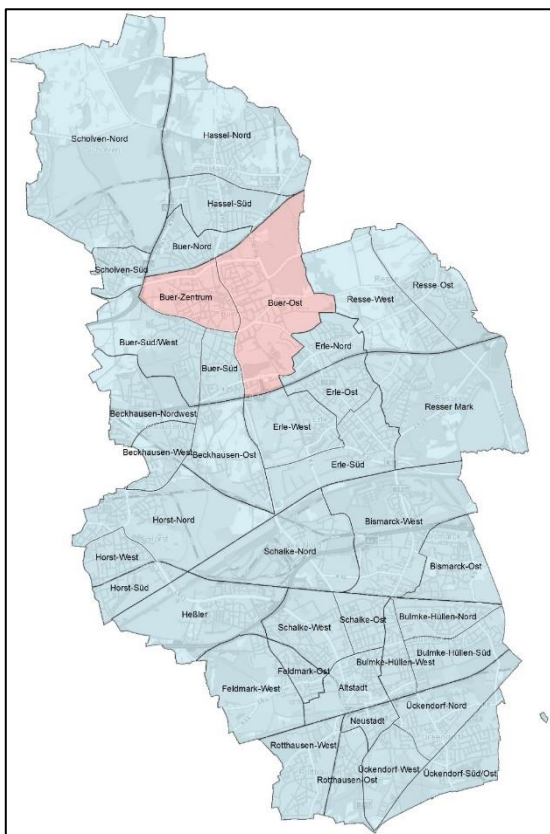 Scholven-Nord
Hassel-Nord
Hassel-Süd
Buer-Nord
Scholven-Süd
Buer-Zentrum
Buer-Ost
Resse-West
Resse-Ost
Buer-Süd/West
Buer-Süd
Erle-Nord
Erle-Ost
Resser Mark
Beckhausen-Nordwest
Erle-West
Beckhausen-West
Beckhausen-Ost
Erle-Süd
Horst-Nord
Bismarck-West
Horst-West
Schalke-Nord
Bismarck-Ost
Horst-Süd
Heßler
Schalke-West
Schalke-Ost
Bulmke-Hüllen-Nord
Bulmke-Hüllen-Süd
Bulmke-Hüllen-West
Feldmark-Ost
Feldmark-West
Altstadt
Ückendorf-Nord
Neustadt
Rotthausen-West
Ückendorf-West
Ückendorf-Süd/Ost
Rotthausen-Ost